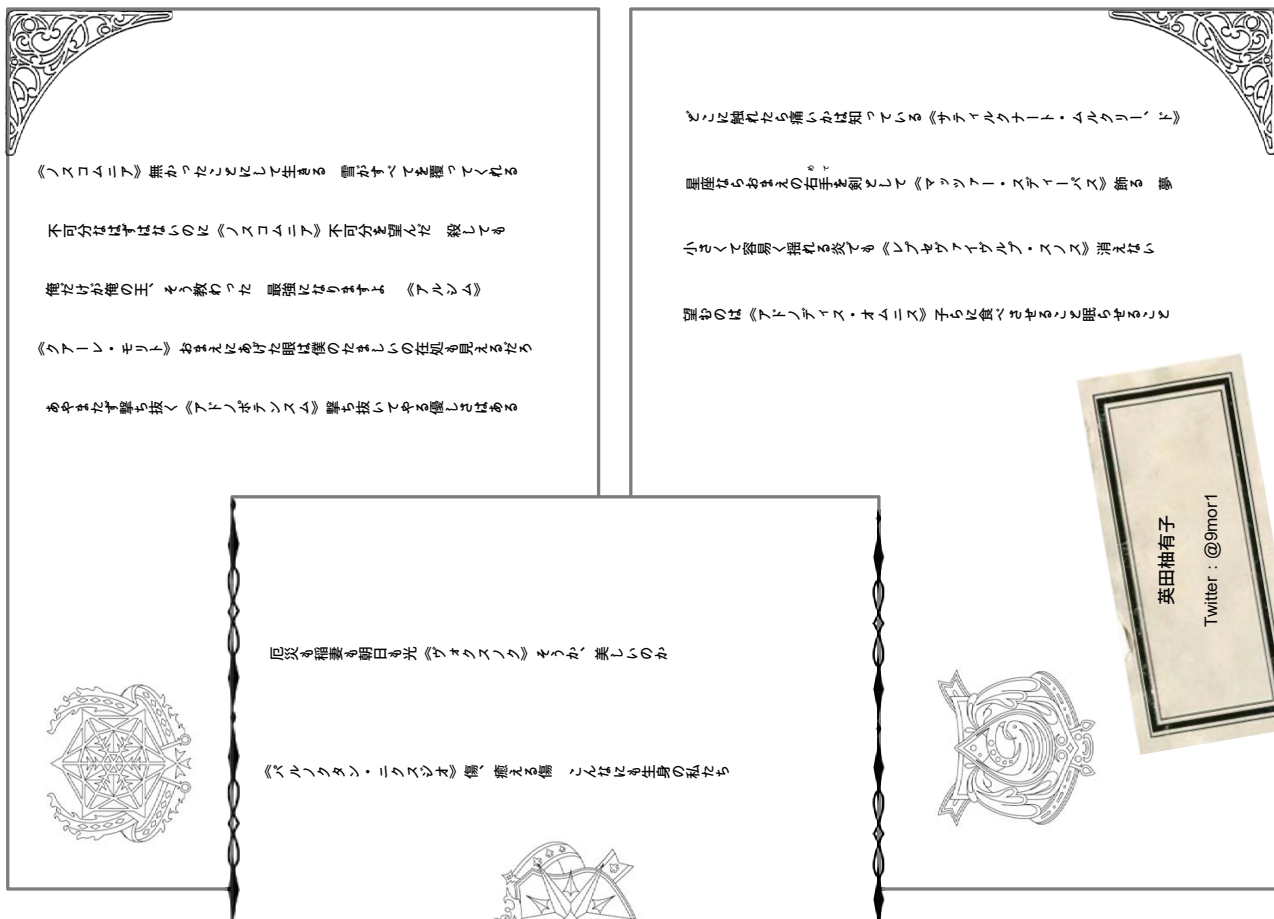 《ノスコムニア》無かったことにして生きる　雪がすべてを覆ってくれる
不可分なはずはないのに《ノスコムニア》不可分を望んだ　殺しても
俺だけが俺の王、そう教わった　最強になりますよ　《アルシム》
《クアーレ・モリト》おまえにあげた眼は僕のたましいの在処も見えるだろ
あやまたず撃ち抜く《アドノポテンスム》撃ち抜いてやる優しさはある
どこに触れたら痛いかは知っている《サティルクナート・ムルクリード》
めて
星座ならおまえの右手を剣として《マッツァー・スディーパス》飾る　夢
小さくて容易く揺れる炎でも《レプセヴァイヴルプ・スノス》消えない
望むのは《アドノディス・オムニス》子らに食べさせること眠らせること
厄災も稲妻も朝日も光《ヴォクスノク》そうか、美しいのか
《パルノクタン・ニクスジオ》傷、癒える傷　こんなにも生身の私たち
英田柚有子
Twitter：@9mor1